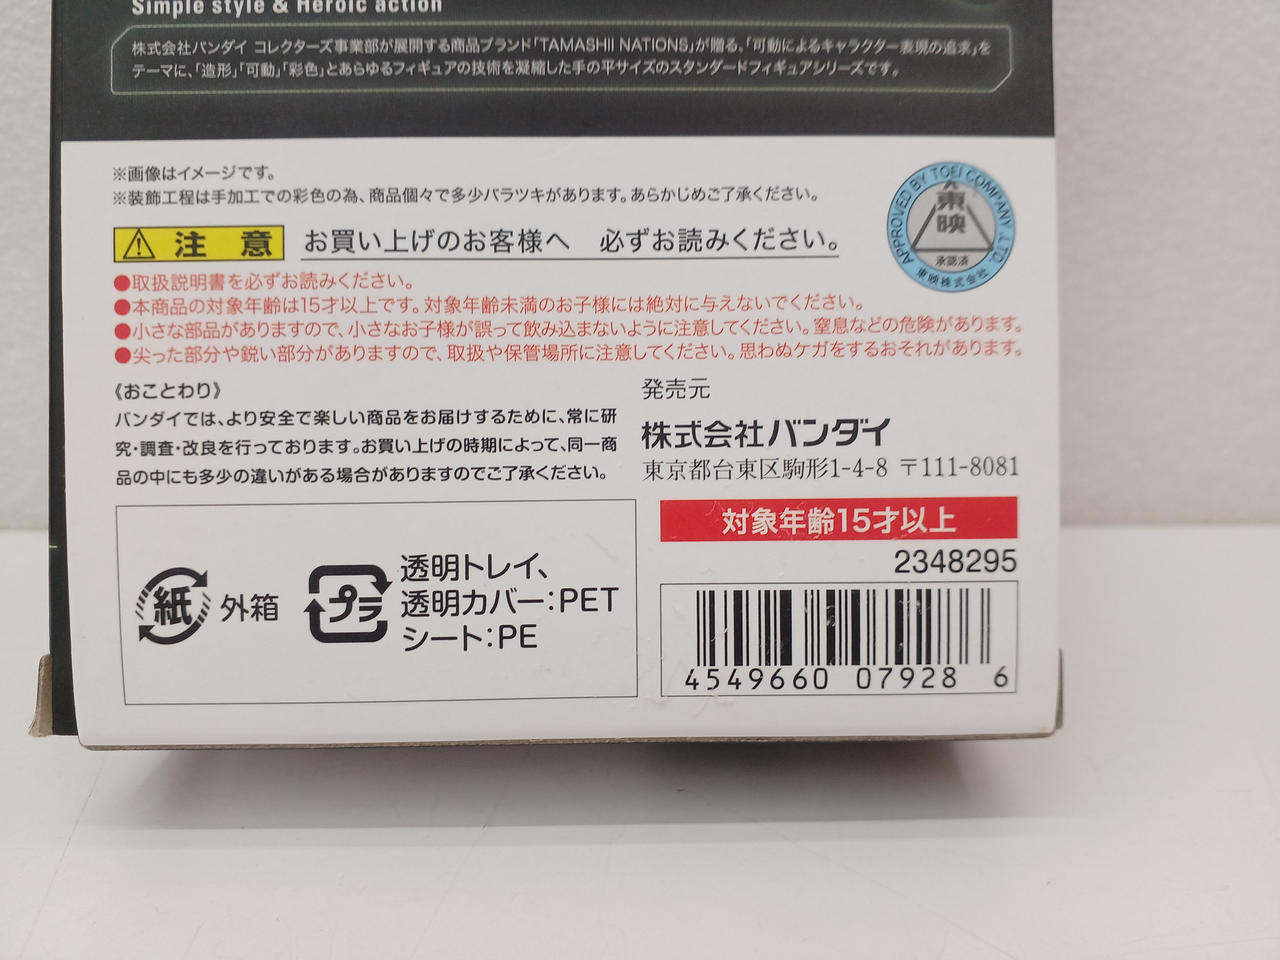 Simple style & Heroic action
株式会社バンダイ コレクターズ事業部が展開する商品ブランド「TAMASHII NATIONS」が贈る、「可動によるキャラクター表現の追求」を
テーマに、「造形」「可動」「彩色」とあらゆるフィギュアの技術を凝縮した手の平サイズのスタンダードフィギュアシリーズです。
※画像はイメージです。
※装飾工程は手加工での彩色の為、商品個々で多少バラツキがあります。あらかじめご了承ください。
APPROVED BY TOEI COMPANY, LTD.
東映
承認済
東映株式会社
注意 お買い上げのお客様へ 必ずお読みください。
●取扱説明書を必ずお読みください。
●本商品の対象年齢は15才以上です。対象年齢未満のお子様には絶対に与えないでください。
●小さな部品がありますので、小さなお子様が誤って飲み込まないように注意してください。窒息などの危険があります。
●尖った部分や鋭い部分がありますので、取扱や保管場所に注意してください。思わぬケガをするおそれがあります。
《おことわり》
バンダイでは、より安全で楽しい商品をお届けするために、常に研
究・調査・改良を行っております。お買い上げの時期によって、同一商
品の中にも多少の違いがある場合がありますのでご了承ください。
発売元
株式会社バンダイ
東京都台東区駒形1-4-8 〒111-8081
対象年齢15才以上
2348295
紙 外箱
プラ
透明トレイ、
透明カバー:PET
シート:PE
4549660 07928 6